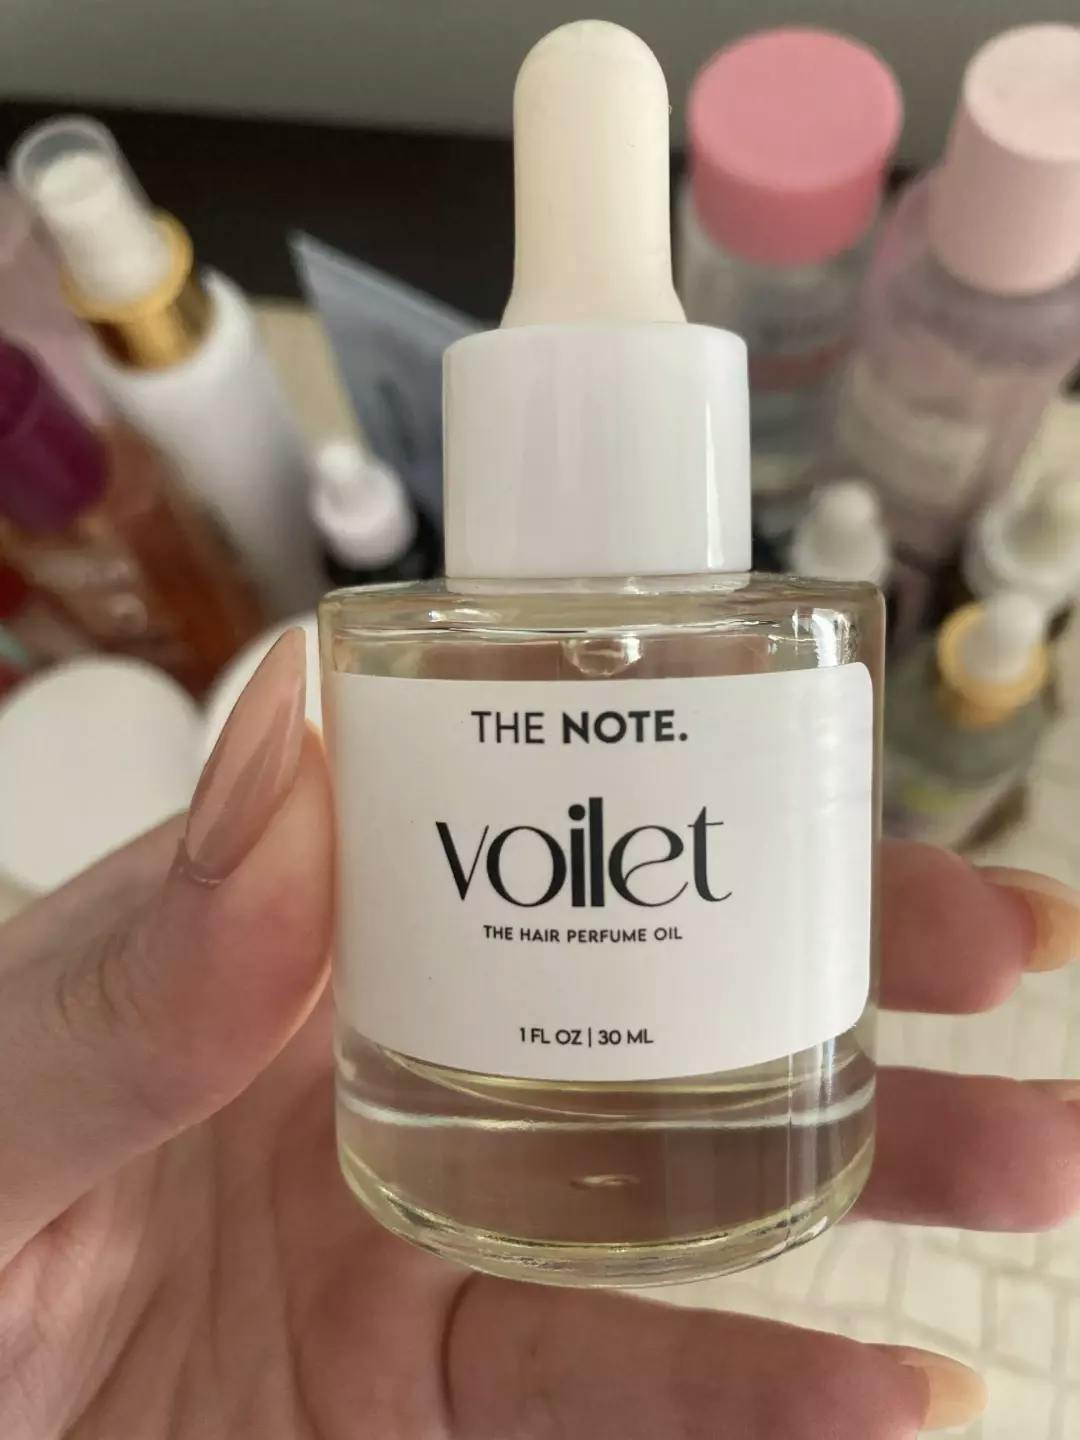 THE NOTE.
voilet
THE HAIR PERFUME OIL
1 FL OZ | 30 ML